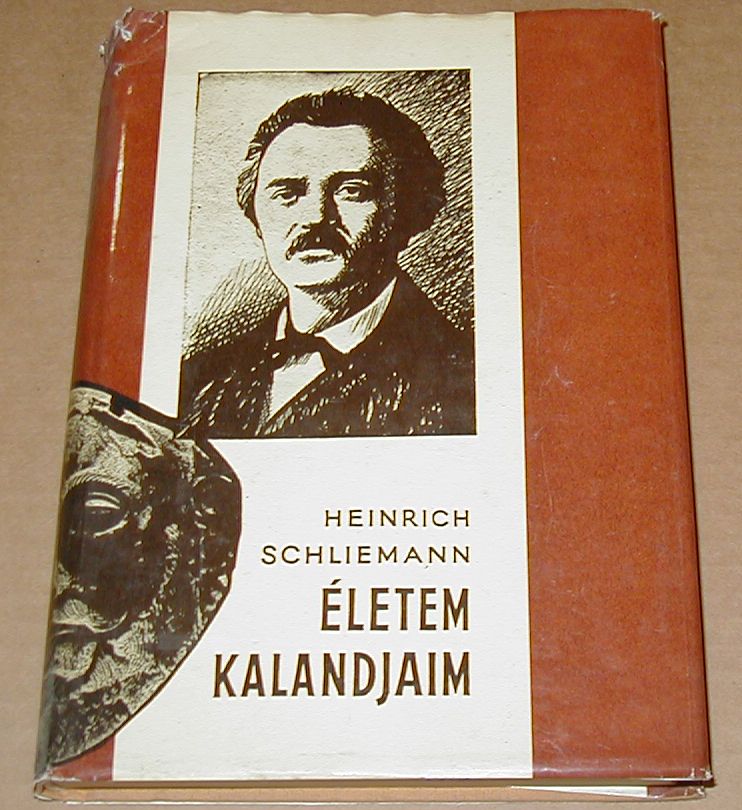 HEINRICH
SCHLIEMANN
ÉLETEM
KALANDJAIM